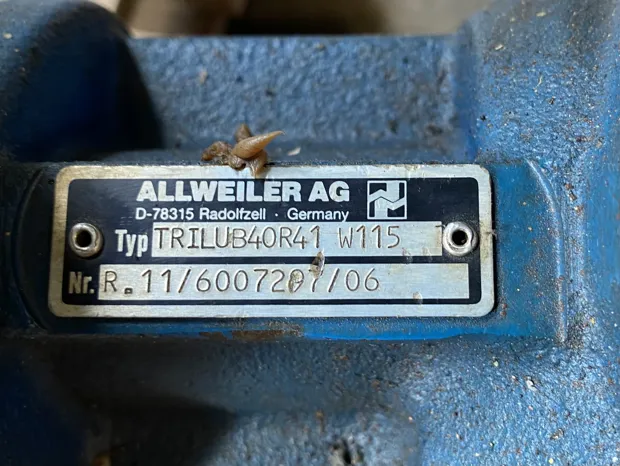 ALLWEILER AG
D-78315 Radolfzell · Germany
Typ TRILUB40R41 W115
Nr. R.11/6007207/06